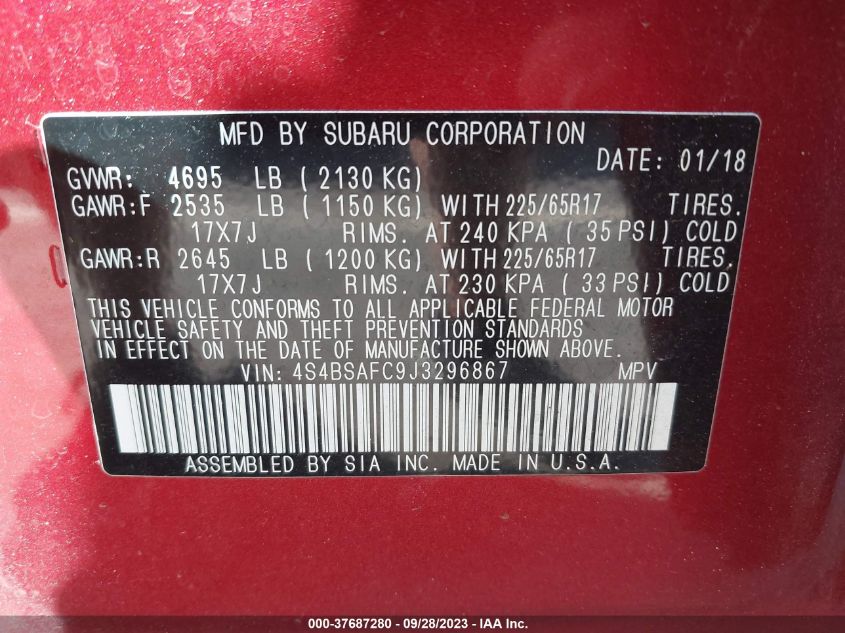 MFD BY SUBARU CORPORATION
DATE: 01/18
GVWR: 4695 LB ( 2130 KG)
GAWR:F 2535 LB ( 1150 KG) WITH 225/65R17 TIRES.
17X7J RIMS. AT 240 KPA ( 35 PSI) COLD
GAWR:R 2645 LB ( 1200 KG) WITH 225/65R17 TIRES.
17X7J RIMS. AT 230 KPA ( 33 PSI) COLD
THIS VEHICLE CONFORMS TO ALL APPLICABLE FEDERAL MOTOR
VEHICLE SAFETY AND THEFT PREVENTION STANDARDS
IN EFFECT ON THE DATE OF MANUFACTURE SHOWN ABOVE.
VIN: 4S4BSAFC9J3296867 MPV
ASSEMBLED BY SIA INC. MADE IN U.S.A.
000-37687280 - 09/28/2023 - IAA Inc.